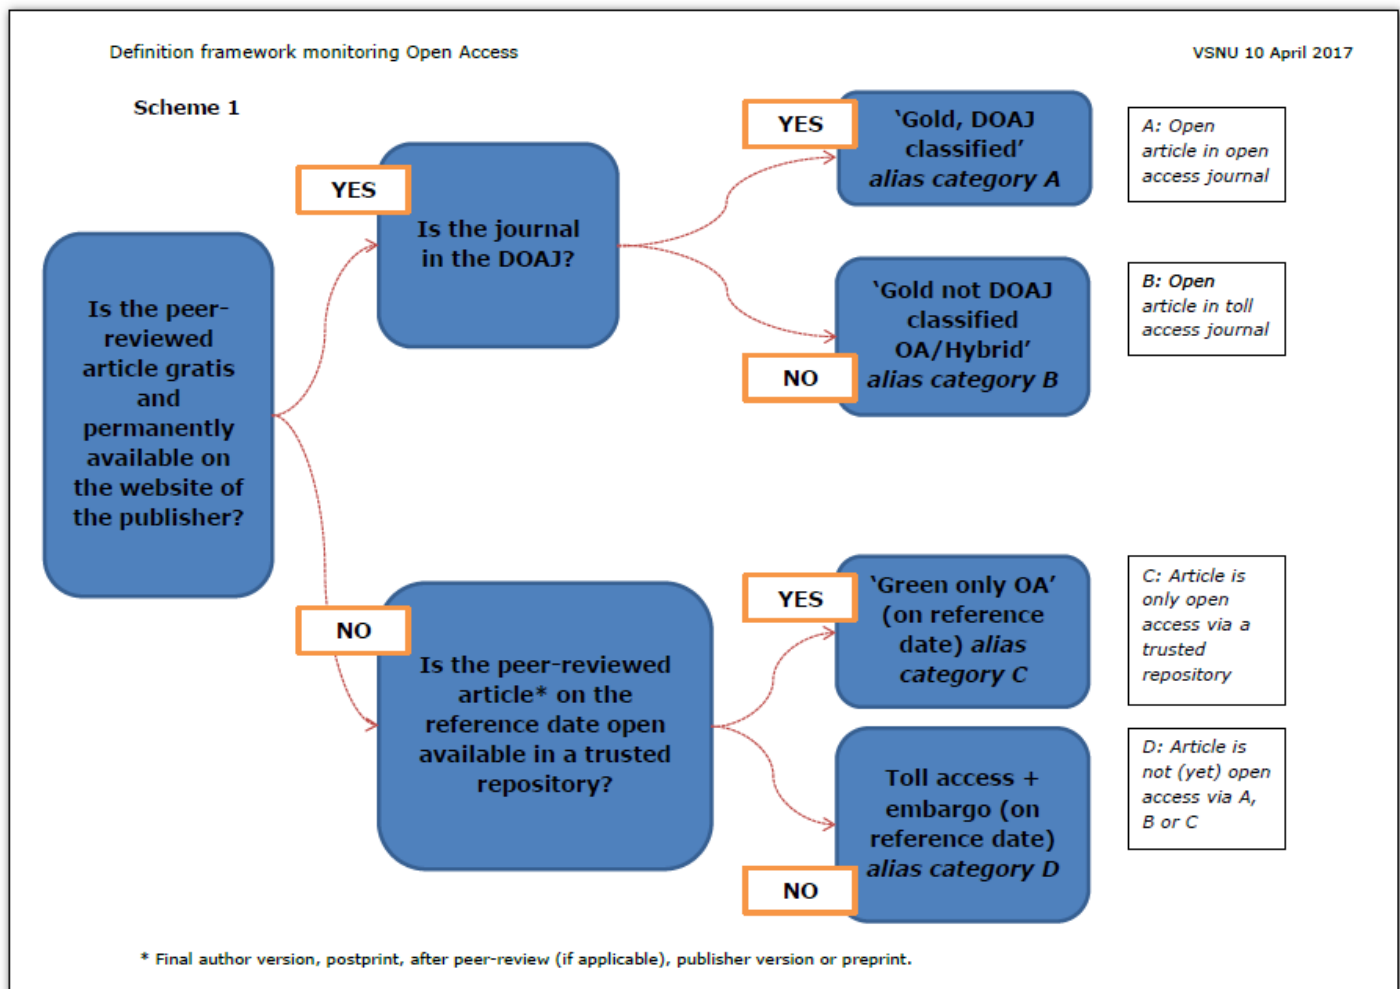 Definition framework monitoring Open Access
VSNU 10 April 2017
Scheme 1
Is the peer-
reviewed
article gratis
and
permanently
available on
the website of
the publisher?
YES
Is the journal
in the DOAJ?
YES
‘Gold, DOAJ
classified’
alias category A
A: Open
article in open
access journal
NO
‘Gold not DOAJ
classified
OA/Hybrid’
alias category B
B: Open
article in toll
access journal
NO
Is the peer-reviewed
article* on the
reference date open
available in a trusted
repository?
YES
‘Green only OA’
(on reference
date) alias
category C
C: Article is
only open
access via a
trusted
repository
NO
Toll access +
embargo (on
reference date)
alias category D
D: Article is
not (yet) open
access via A,
B or C
* Final author version, postprint, after peer-review (if applicable), publisher version or preprint.